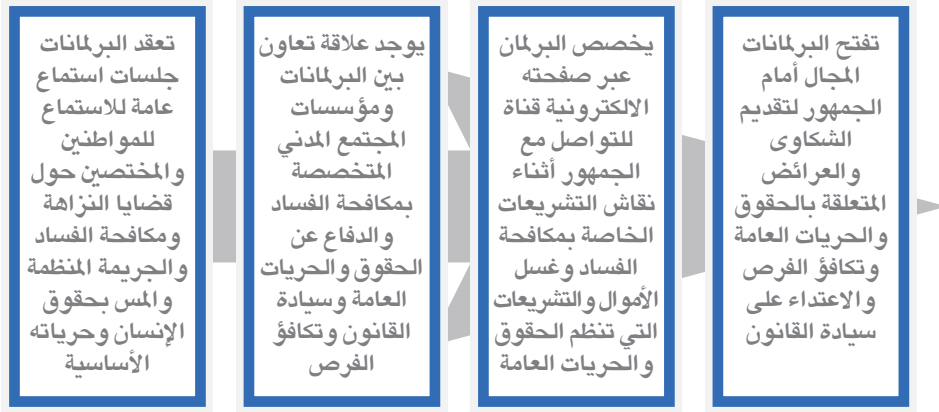 تفتح البرلمانات
المجال أمام
الجمهور لتقديم
الشكاوى
والعرائض
المتعلقة بالحقوق
والحريات العامة
وتكافؤ الفرص
والاعتداء على
سيادة القانون
يخصص البرلمان
عبر صفحته
الالكترونية قناة
للتواصل مع
الجمهور أثناء
نقاش التشريعات
الخاصة بمكافحة
الفساد وغسل
الأموال والتشريعات
التي تنظم الحقوق
والحريات العامة
يوجد علاقة تعاون
بين البرلمانات
ومؤسسات
المجتمع المدني
المتخصصة
بمكافحة الفساد
والدفاع عن
الحقوق والحريات
العامة وسيادة
القانون وتكافؤ
الفرص
تعقد البرلمانات
جلسات استماع
عامة للاستماع
للمواطنين
والمختصين حول
قضايا النزاهة
ومكافحة الفساد
والجريمة المنظمة
والمس بحقوق
الإنسان وحرياته
الأساسية